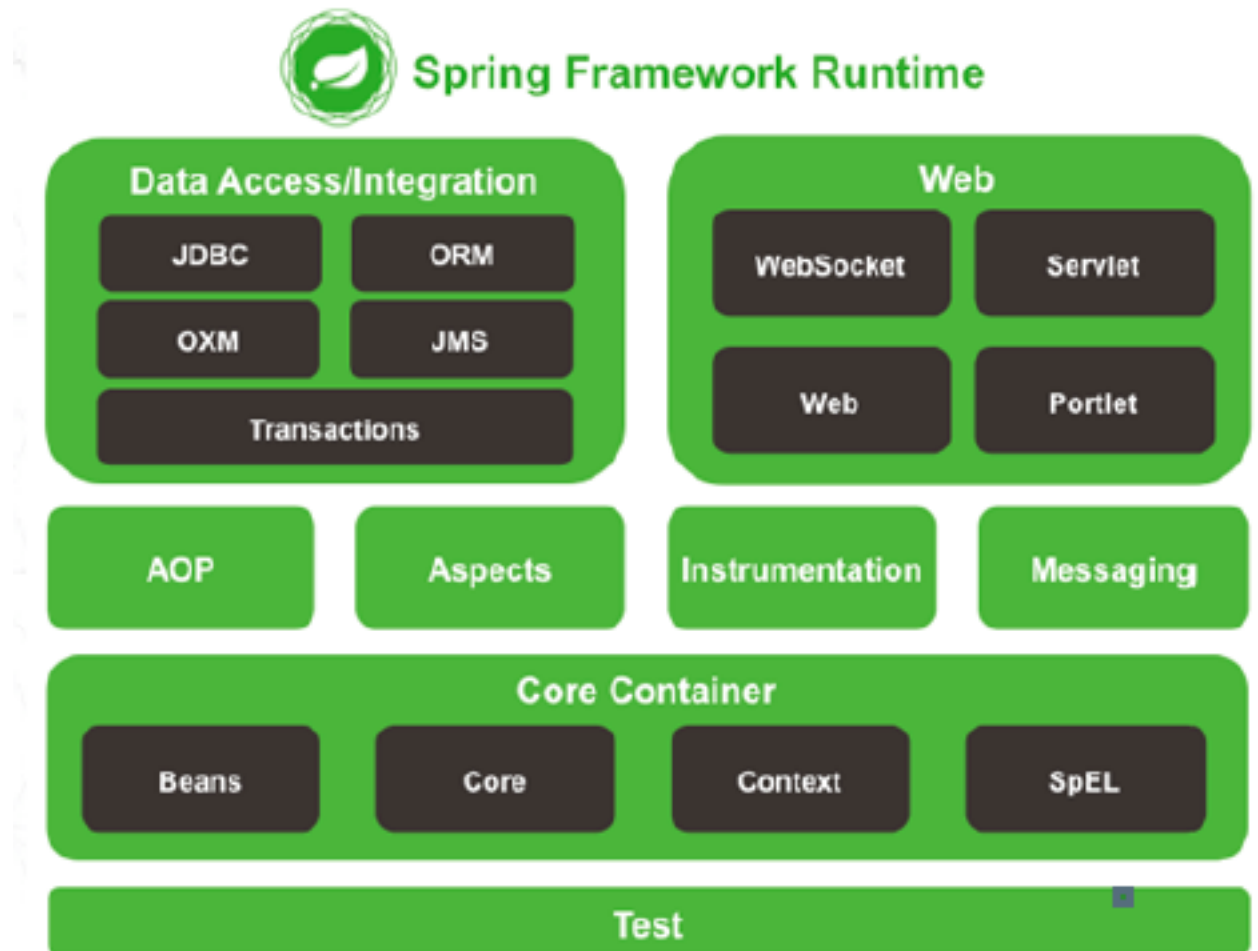 Spring Framework Runtime
Data Access/Integration
JDBC
ORM
OXM
JMS
Transactions
Web
WebSocket
Servlet
Web
Portlet
AOP
Aspects
Instrumentation
Messaging
Core Container
Beans
Core
Context
SpEL
Test